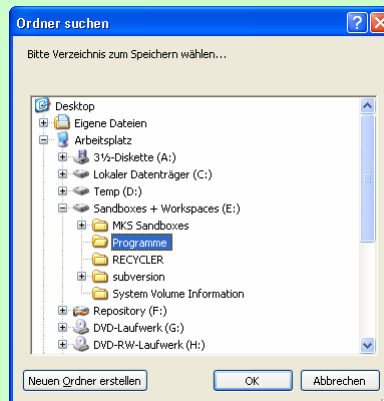 Ordner suchen
Bitte Verzeichnis zum Speichern wählen...
Desktop
Eigene Dateien
Arbeitsplatz
3½-Diskette (A:)
Lokaler Datenträger (C:)
Temp (D:)
Sandboxes + Workspaces (E:)
MKS Sandboxes
Programme
RECYCLER
subversion
System Volume Information
Repository (F:)
DVD-Laufwerk (G:)
DVD-RW-Laufwerk (H:)
Neuen Ordner erstellen OK Abbrechen